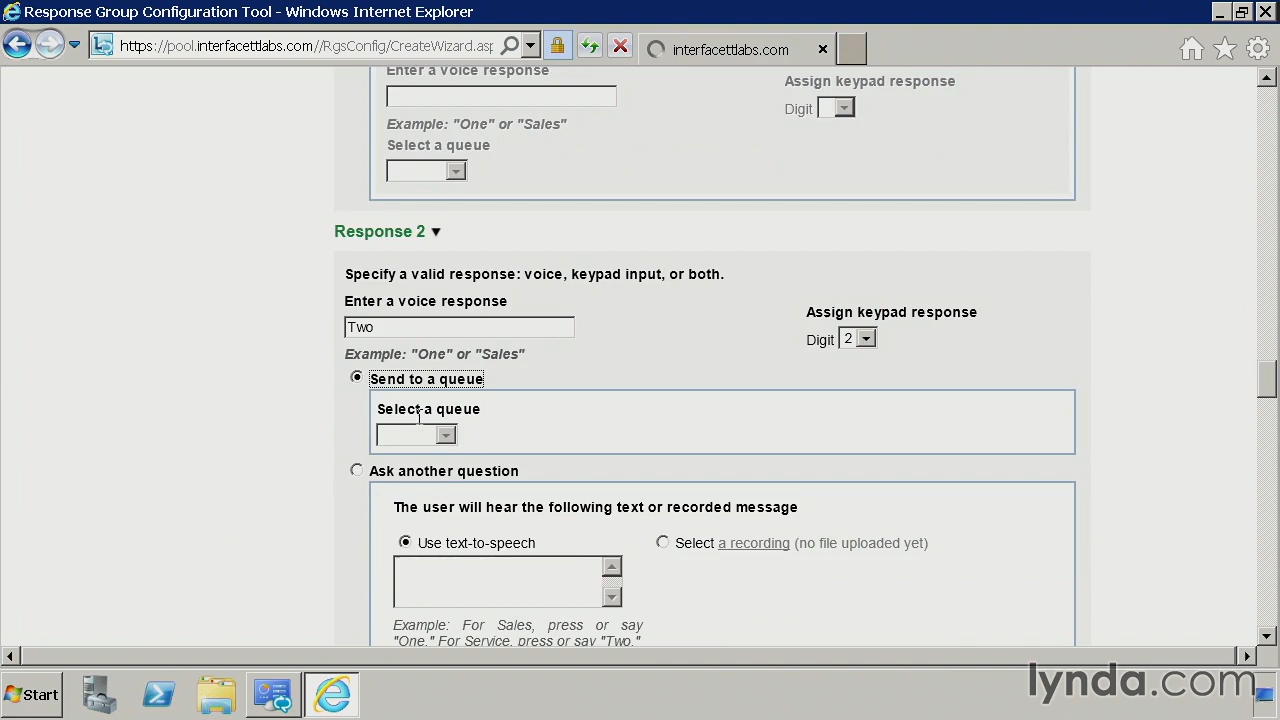 Response Group Configuration Tool - Windows Internet Explorer
https://pool.interfacettlabs.com//RgsConfig/CreateWizard.asp
interfacettlabs.com
Enter a voice response
Assign keypad response
Digit
Example: "One" or "Sales"
Select a queue
Response 2
Specify a valid response: voice, keypad input, or both.
Enter a voice response
Assign keypad response
Two
Digit 2
Example: "One" or "Sales"
Send to a queue
Select a queue
Ask another question
The user will hear the following text or recorded message
Use text-to-speech
Select a recording (no file uploaded yet)
Example: For Sales, press or say
"One." For Service, press or say "Two."
Start
lynda.com